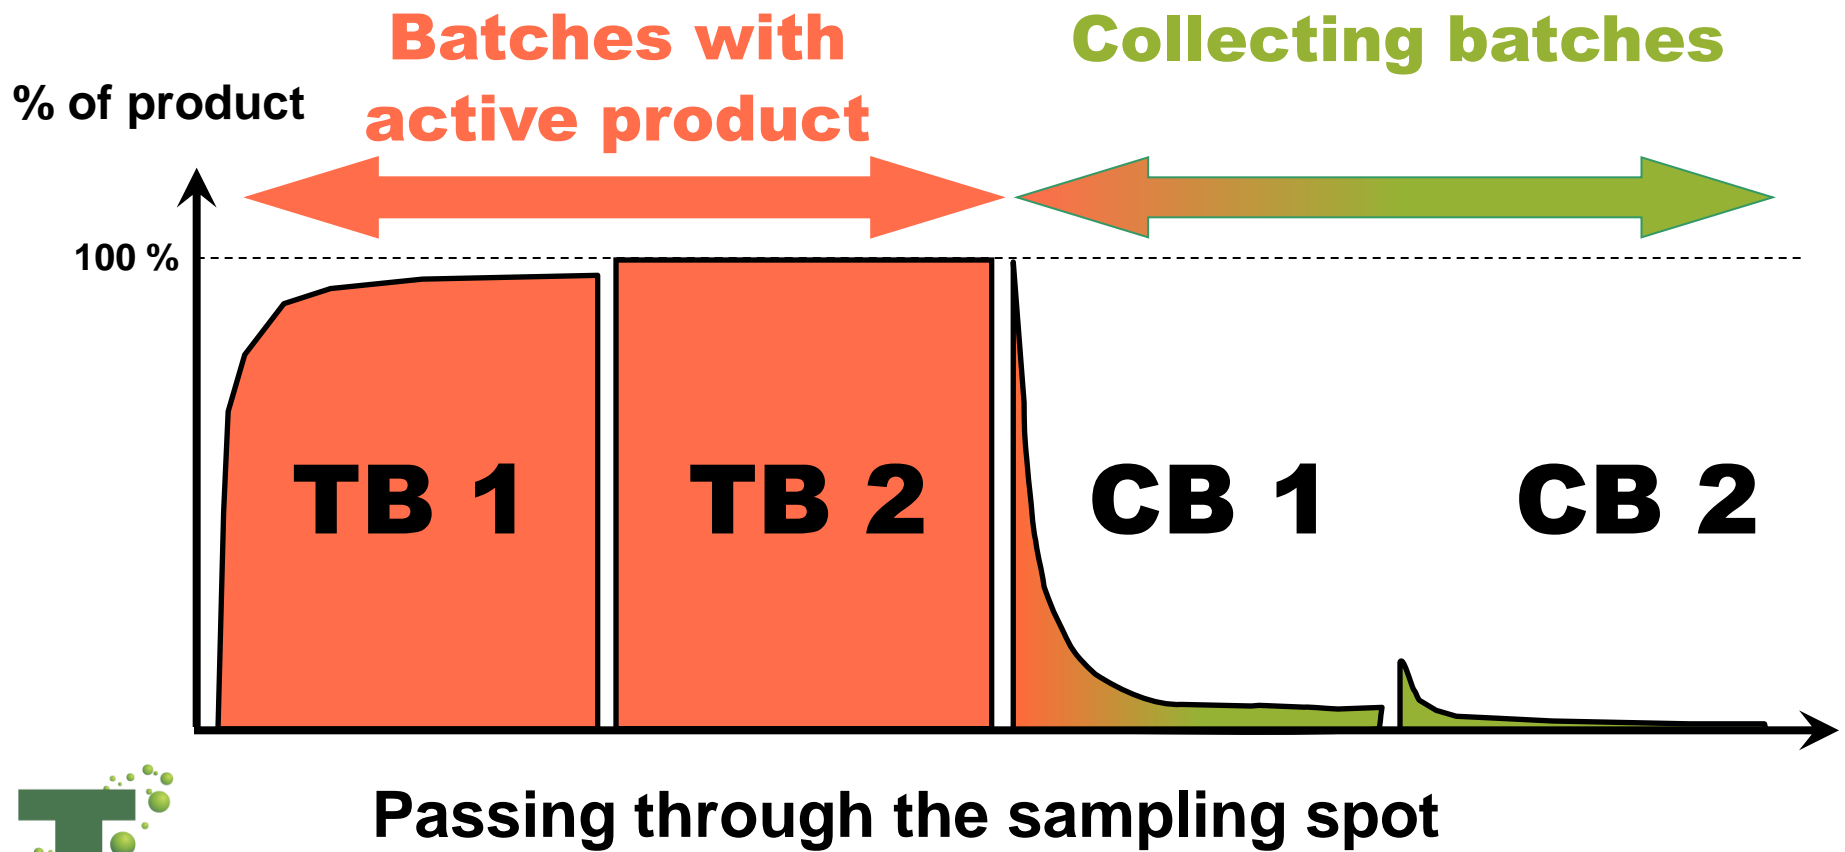 Batches with
active product
Collecting batches
% of product
100 %
TB 1
TB 2
CB 1
CB 2
Passing through the sampling spot
T